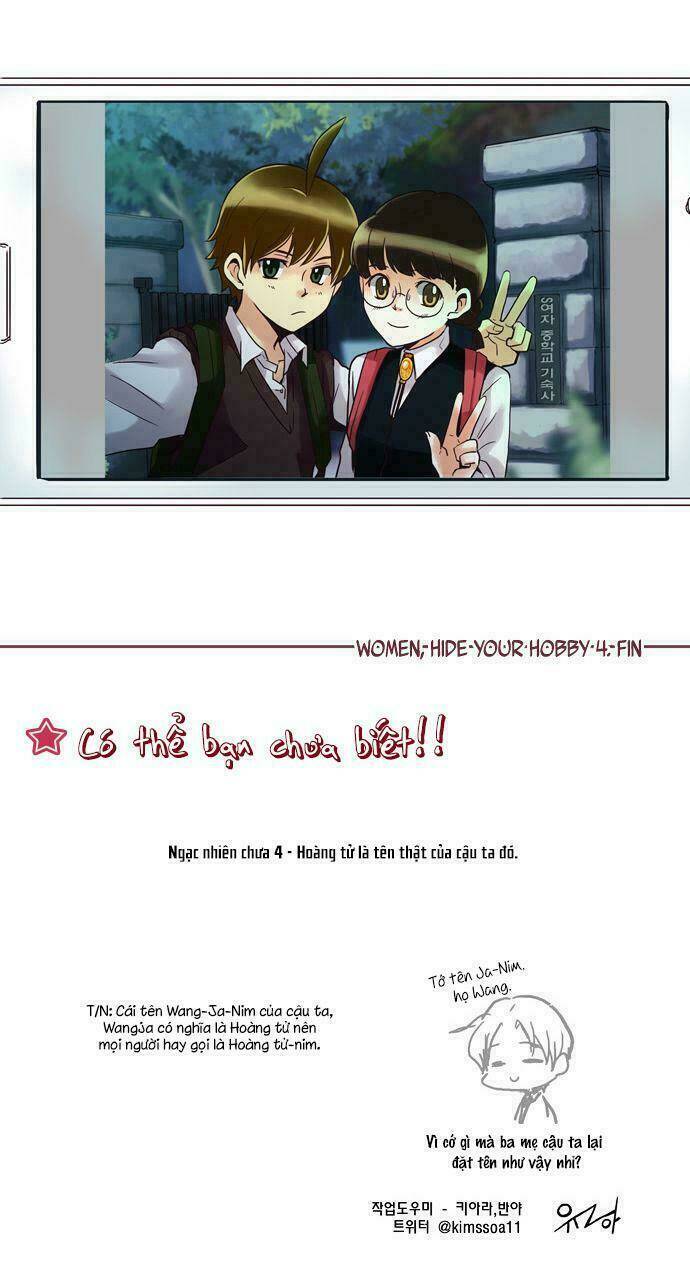 S여자 중학교 기숙사
WOMEN, HIDE YOUR HOBBY 4. FIN
Có thể bạn chưa biết!!
Ngạc nhiên chưa 4 - Hoàng tử là tên thật của cậu ta đó.
Tớ tên Ja-Nim.
họ Wang.
T/N: Cái tên Wang-Ja-Nim của cậu ta,
Wangja có nghĩa là Hoàng tử nên
mọi người hay gọi là Hoàng tử-nim.
Vì cớ gì mà ba mẹ cậu ta lại
đặt tên như vậy nhỉ?
작업도우미 - 키아라,반야
트위터 @kimssoa11